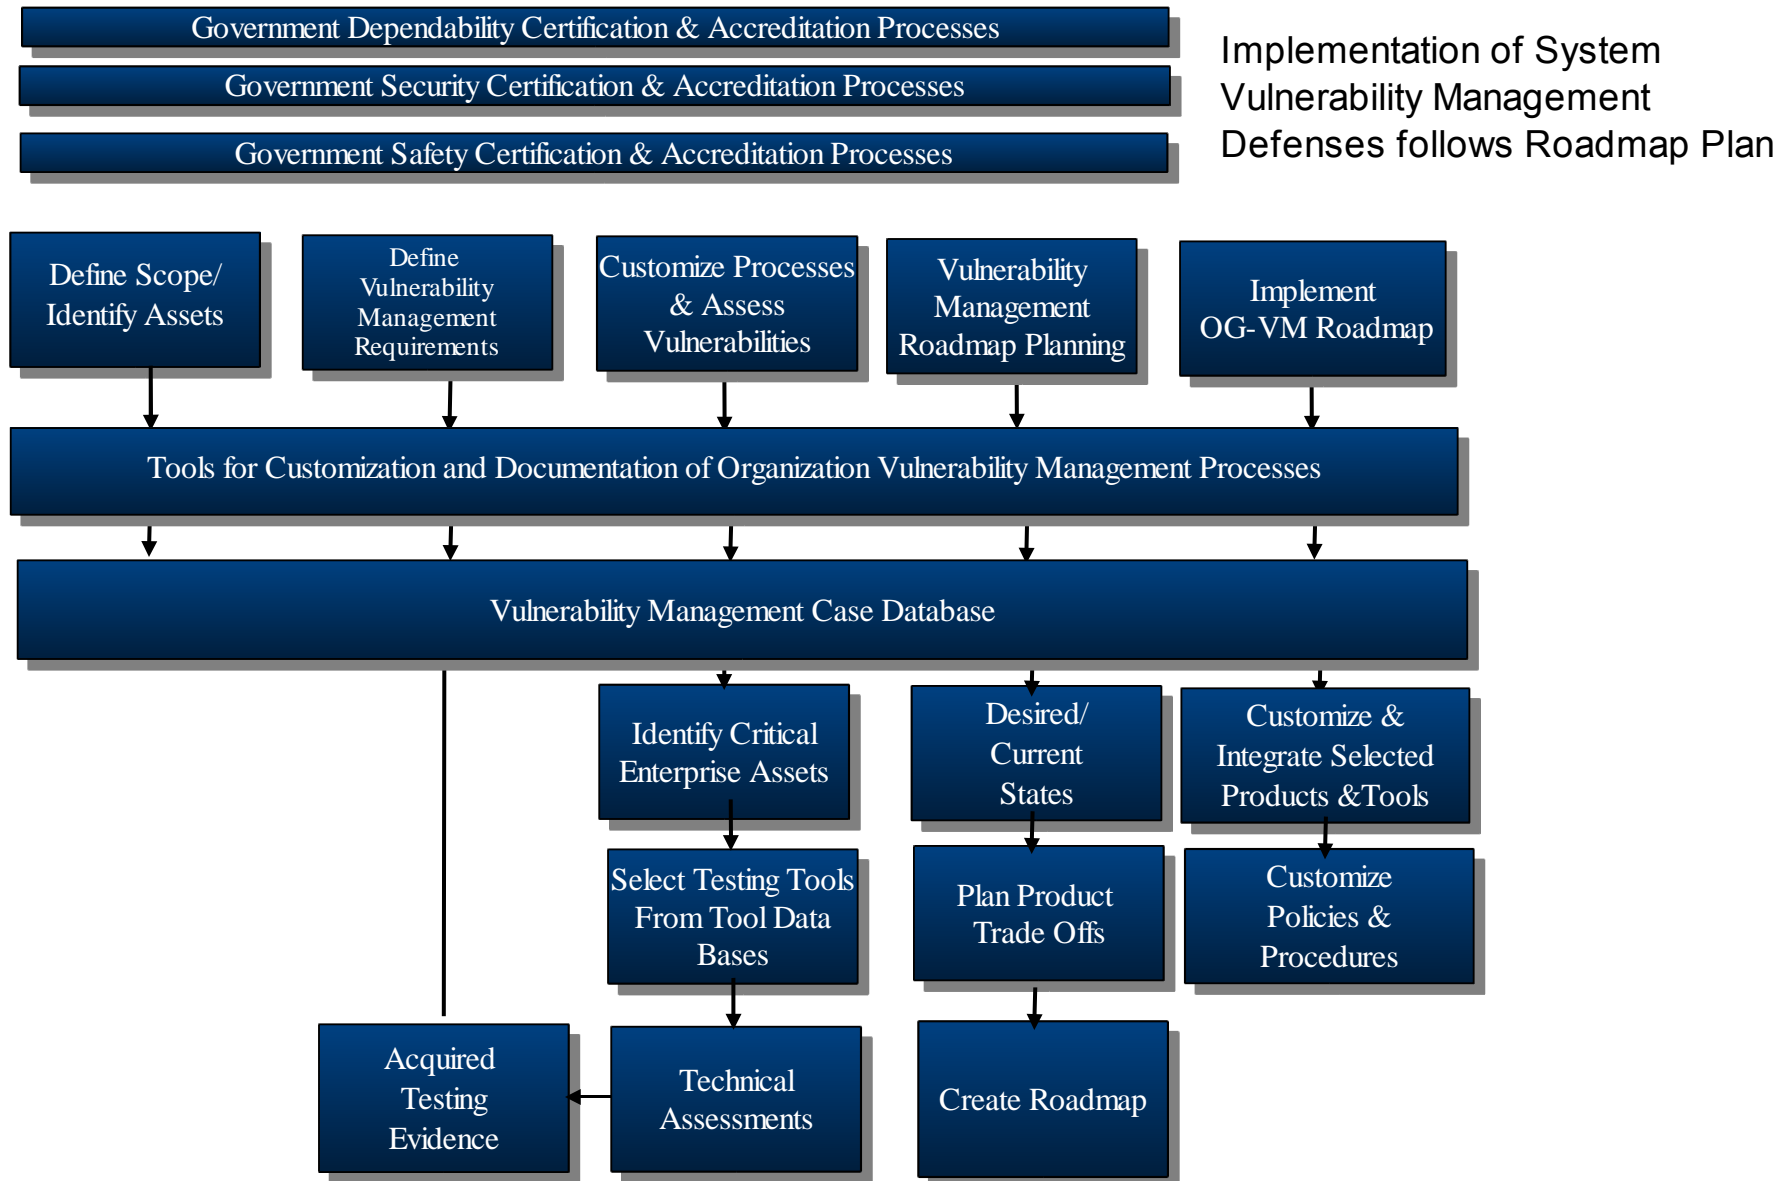 Government Dependability Certification & Accreditation Processes
Government Security Certification & Accreditation Processes
Government Safety Certification & Accreditation Processes
Implementation of System
Vulnerability Management
Defenses follows Roadmap Plan
Define Scope/
Identify Assets
Define
Vulnerability
Management
Requirements
Customize Processes
& Assess
Vulnerabilities
Vulnerability
Management
Roadmap Planning
Implement
OG-VM Roadmap
Tools for Customization and Documentation of Organization Vulnerability Management Processes
Vulnerability Management Case Database
Identify Critical
Enterprise Assets
Desired/
Current
States
Customize &
Integrate Selected
Products &Tools
Select Testing Tools
From Tool Data
Bases
Plan Product
Trade Offs
Customize
Policies &
Procedures
Acquired
Testing
Evidence
Technical
Assessments
Create Roadmap